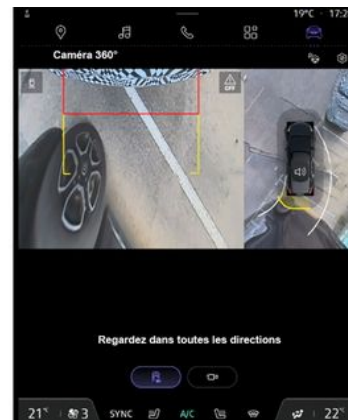 19°C · 17:2
Caméra 360°
OFF
Regardez dans toutes les directions
21°C 3 SYNC A/C 22°C